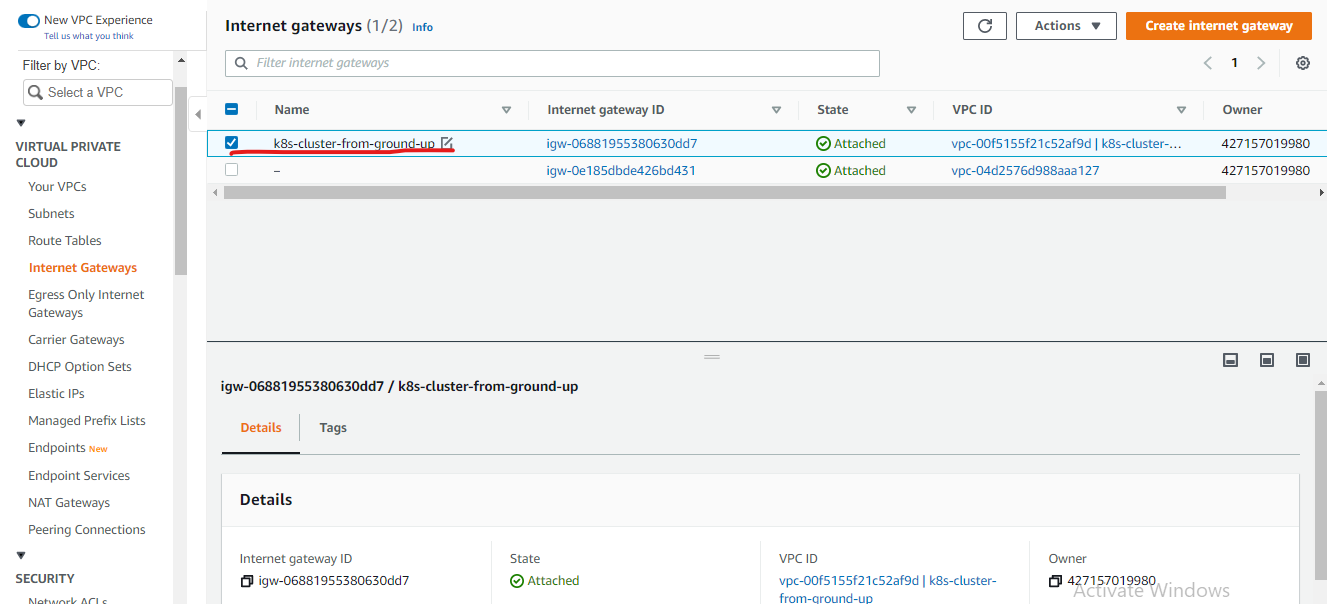 New VPC Experience
Tell us what you think
Filter by VPC:
Select a VPC
VIRTUAL PRIVATE
CLOUD
Your VPCs
Subnets
Route Tables
Internet Gateways
Egress Only Internet
Gateways
Carrier Gateways
DHCP Option Sets
Elastic IPs
Managed Prefix Lists
Endpoints New
Endpoint Services
NAT Gateways
Peering Connections
SECURITY
Network ACLs
Internet gateways (1/2) Info
Actions
Create internet gateway
Filter internet gateways
1
Name Internet gateway ID State VPC ID Owner
k8s-cluster-from-ground-up igw-06881955380630dd7 Attached vpc-00f5155f21c52af9d | k8s-cluster-... 427157019980
– igw-0e185dbde426bd431 Attached vpc-04d2576d988aaa127 427157019980
igw-06881955380630dd7 / k8s-cluster-from-ground-up
Details Tags
Details
Internet gateway ID State VPC ID Owner
igw-06881955380630dd7 Attached vpc-00f5155f21c52af9d | k8s-cluster- 427157019980
from-ground-up
Activate Windows